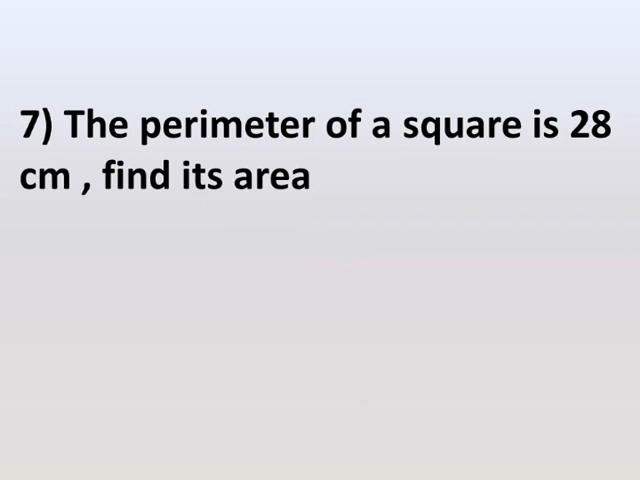 7) The perimeter of a square is 28
cm , find its area